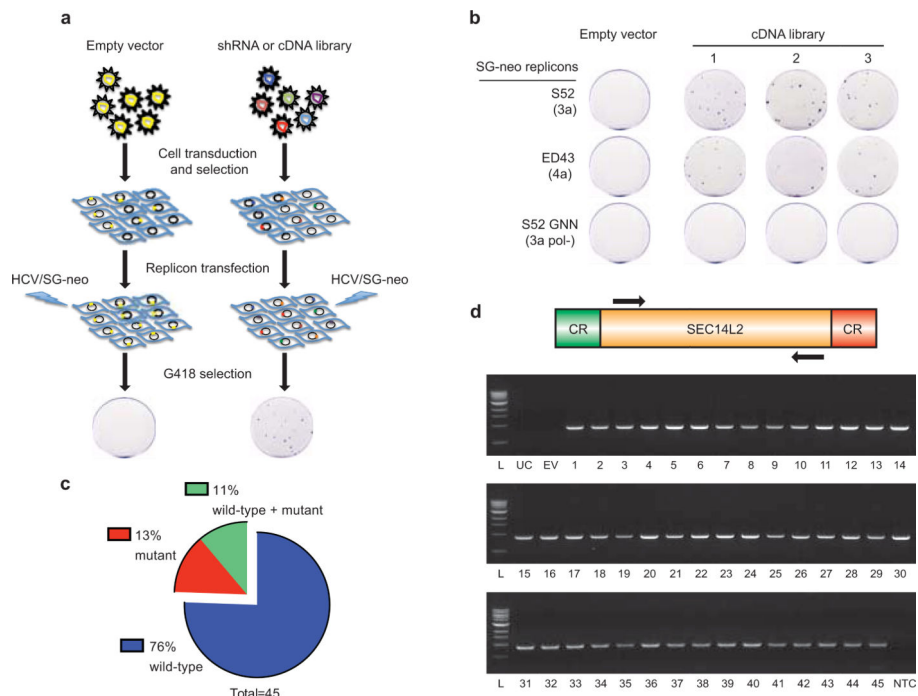 a
Empty vector
shRNA or cDNA library
Cell transduction
and selection
Replicon transfection
HCV/SG-neo
HCV/SG-neo
G418 selection
b
Empty vector
cDNA library
1 2 3
SG-neo replicons
S52
(3a)
ED43
(4a)
S52 GNN
(3a pol-)
c
11%
wild-type + mutant
13%
mutant
76%
wild-type
Total=45
d
CR SEC14L2 CR
L UC EV 1 2 3 4 5 6 7 8 9 10 11 12 13 14
L 15 16 17 18 19 20 21 22 23 24 25 26 27 28 29 30
L 31 32 33 34 35 36 37 38 39 40 41 42 43 44 45 NTC